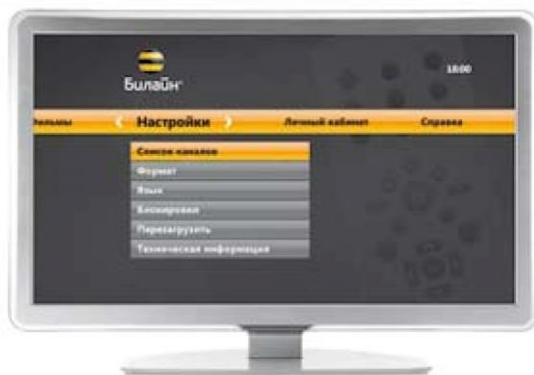 Билайн
18:00
Фильмы Настройки Личный кабинет Справка
Список каналов
Формат
Язык
Блокировки
Перезагрузить
Техническая информация